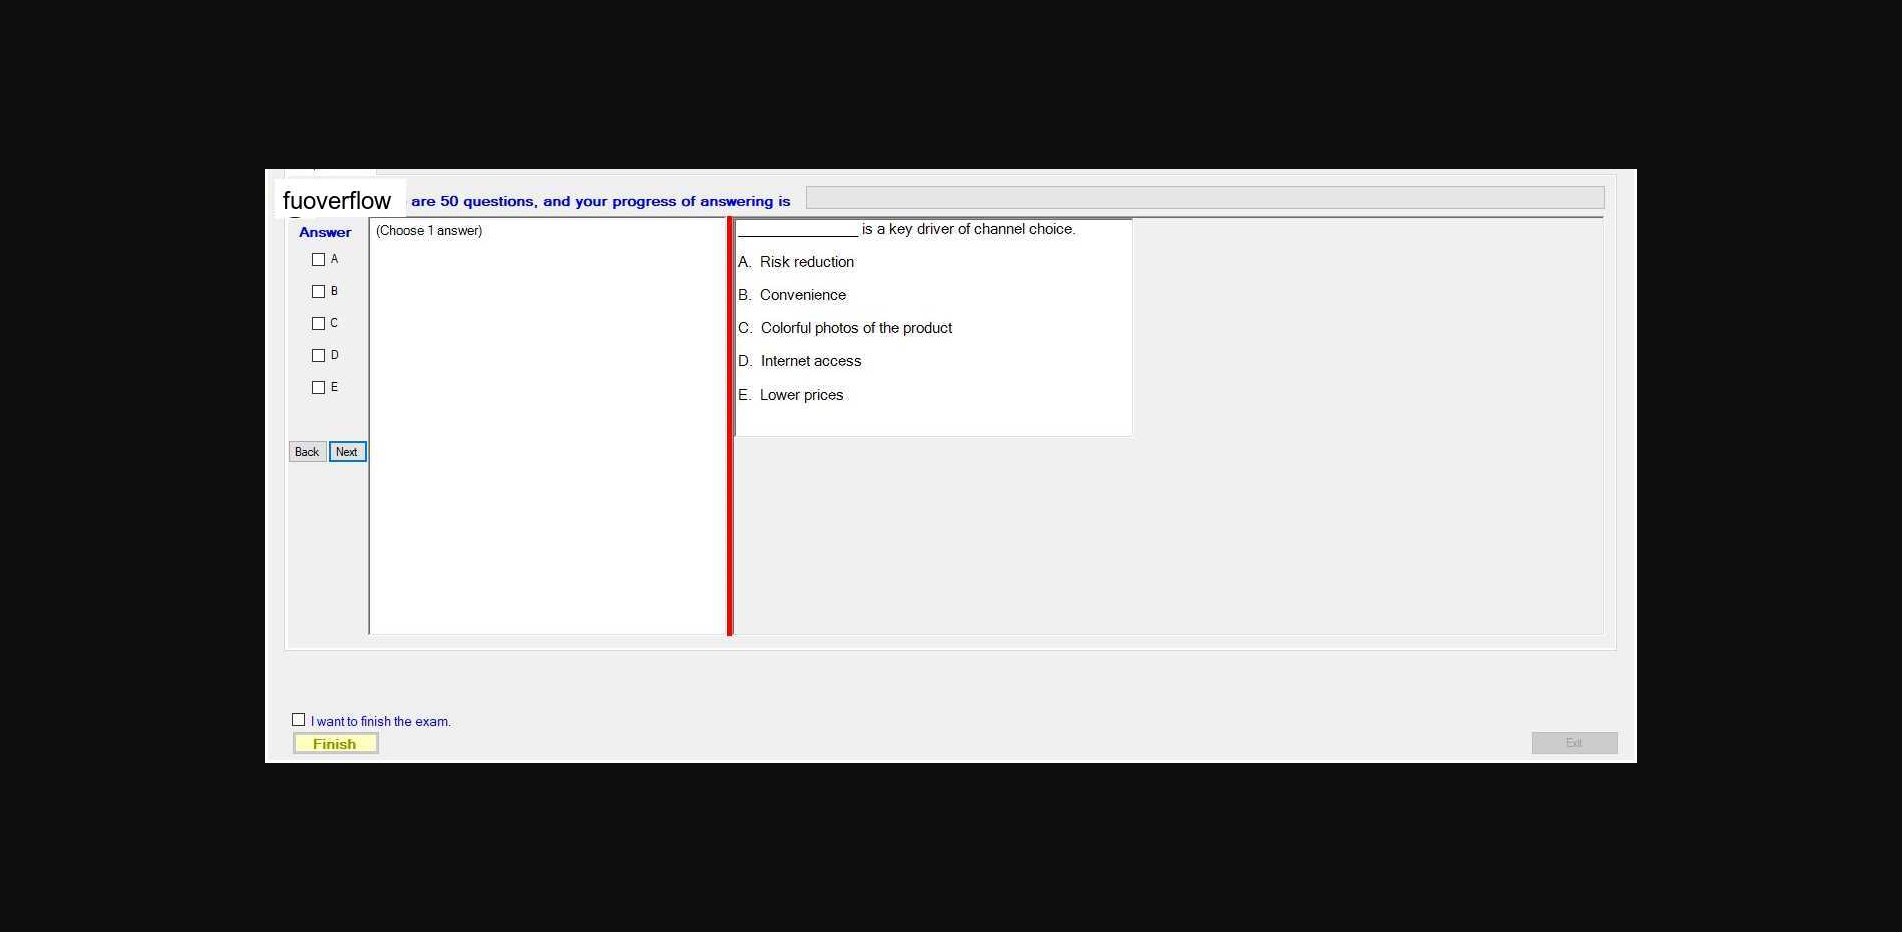 fuoverflow are 50 questions, and your progress of answering is
Answer
A
B
C
D
E
Back Next
(Choose 1 answer)
_______________ is a key driver of channel choice.
A. Risk reduction
B. Convenience
C. Colorful photos of the product
D. Internet access
E. Lower prices
I want to finish the exam.
Finish
Exit